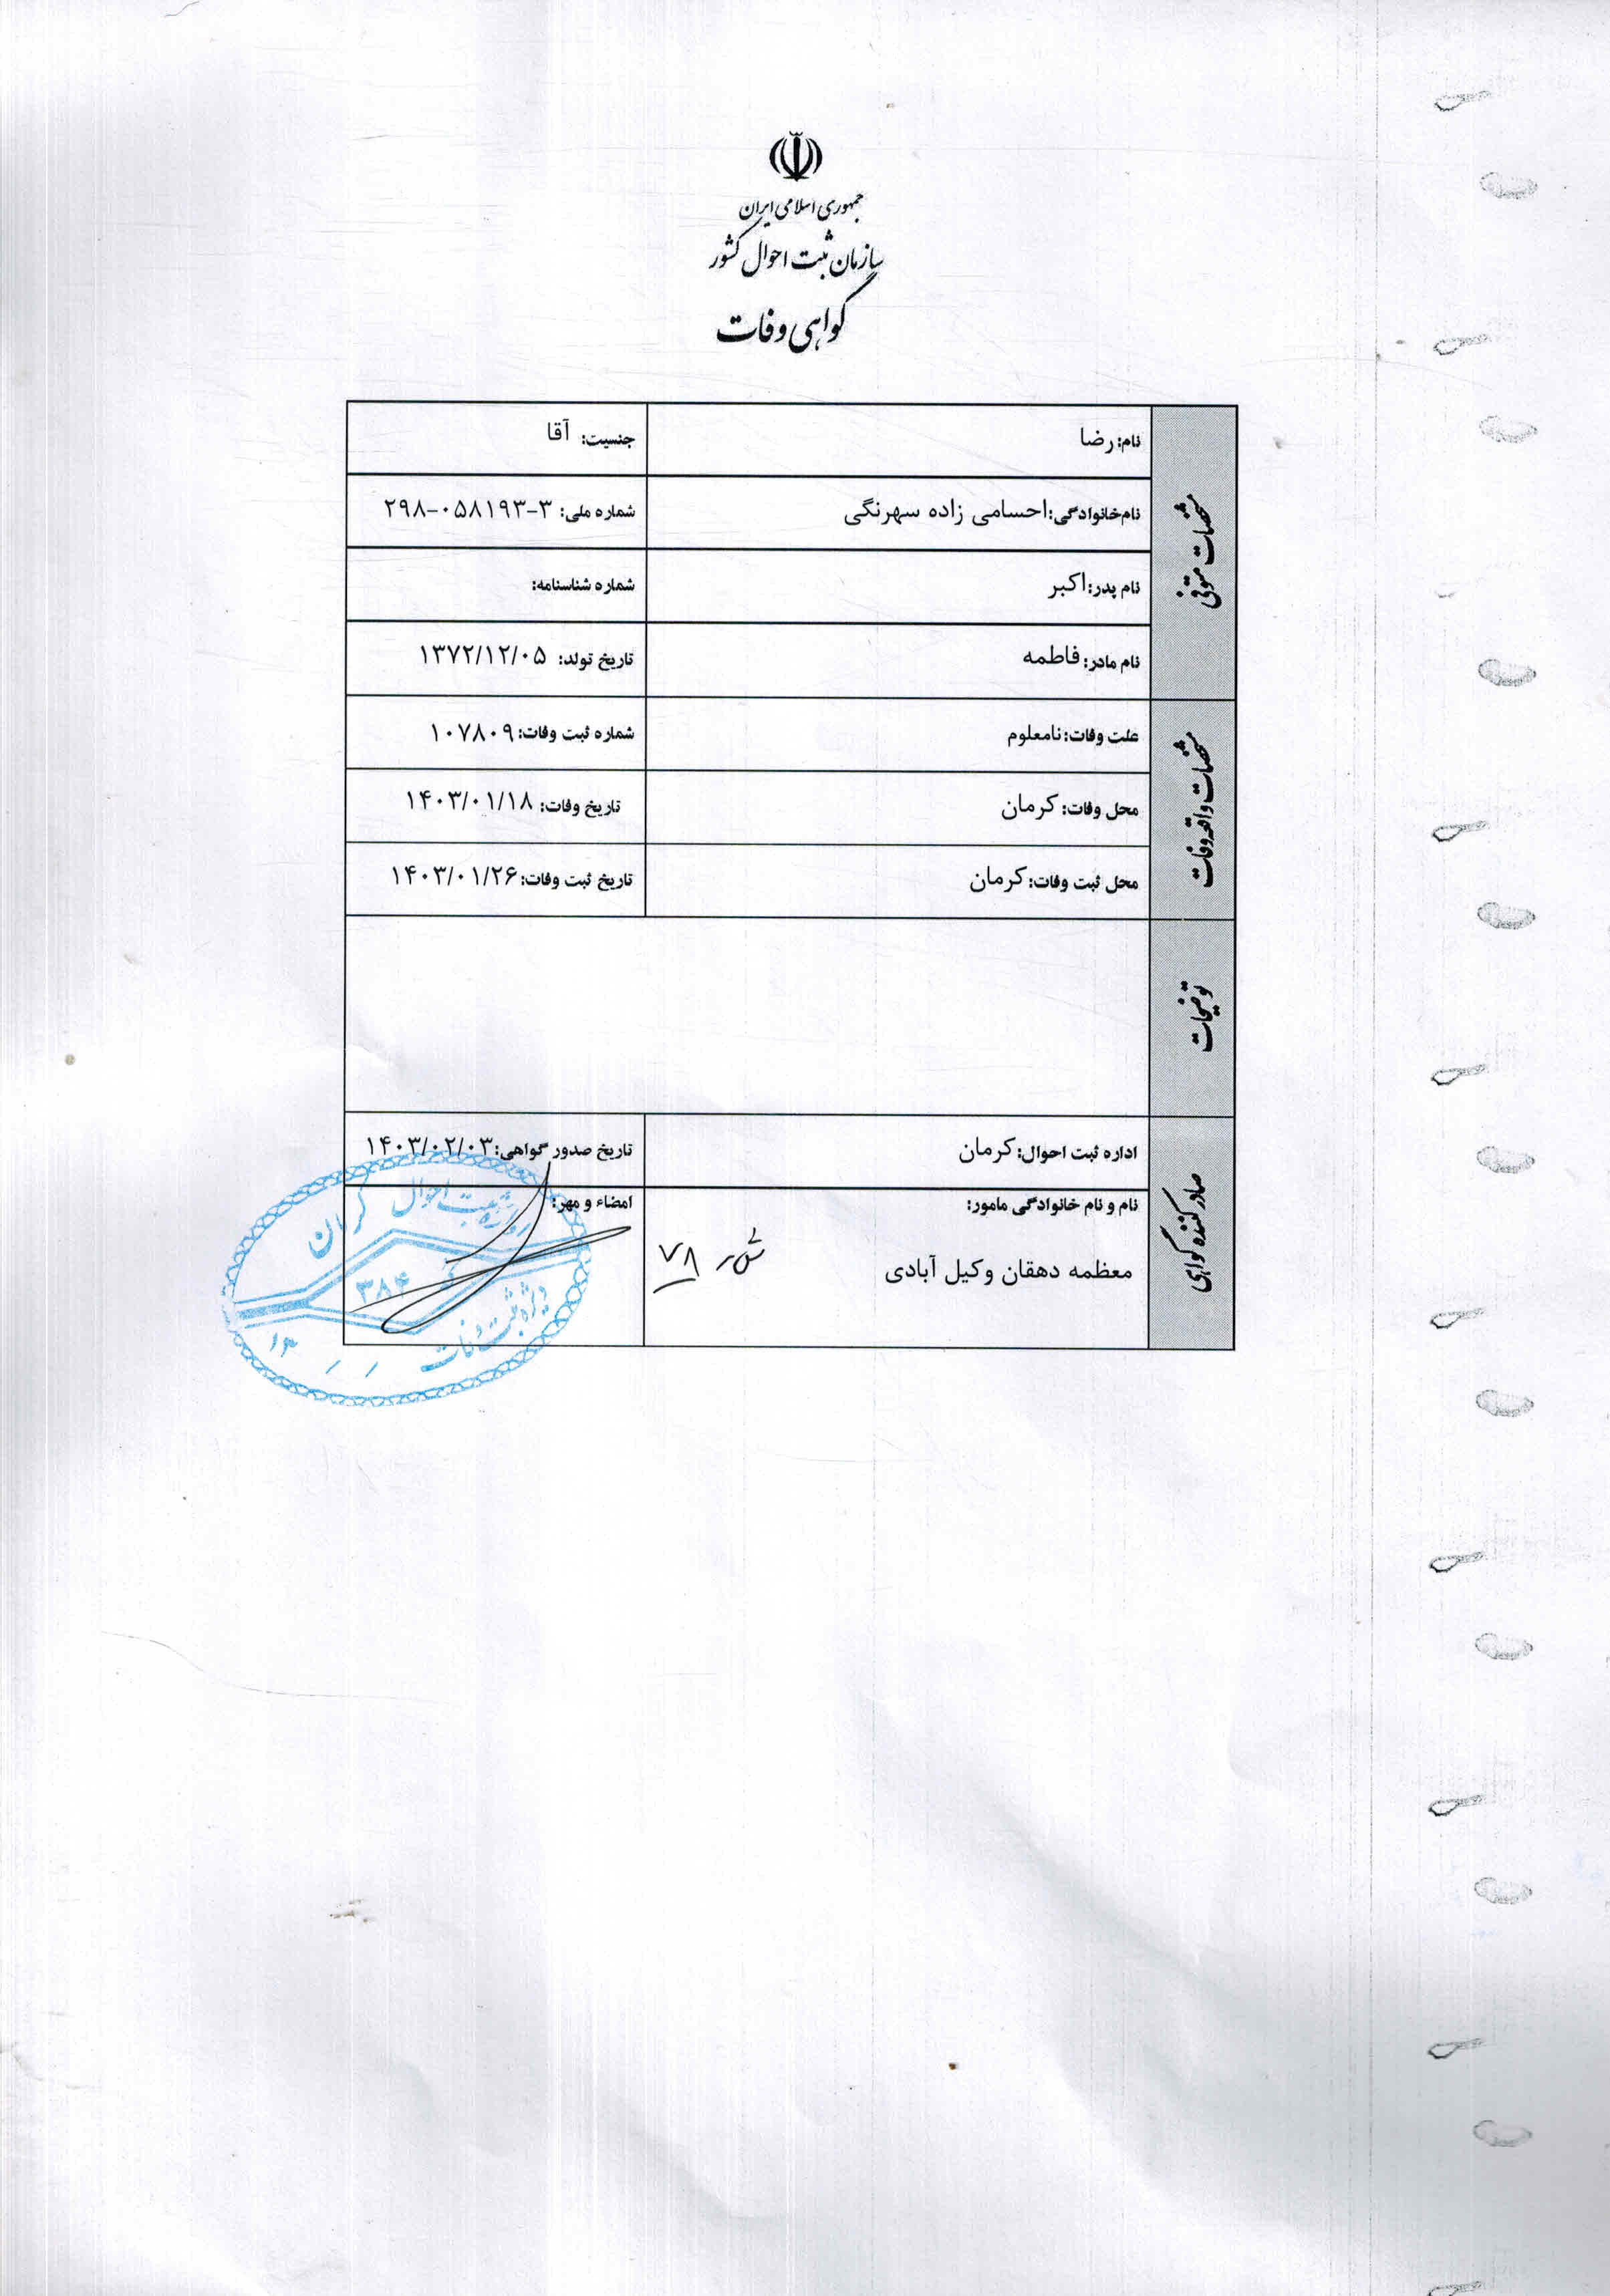 جمهوری اسلامی ایران
سازمان ثبت احوال کشور
گواهی وفات
مشخصات متوفی
نام: رضا
جنسیت: آقا
نام خانوادگی: احسامی زاده سهرنگی
شماره ملی: ۲۹۸-۰۵۸۱۹۳-۳
نام پدر: اکبر
شماره شناسنامه:
نام مادر: فاطمه
تاریخ تولد: ۱۳۷۲/۱۲/۰۵
مشخصات واقعه وفات
علت وفات: نامعلوم
شماره ثبت وفات: ۱۰۷۸۰۹
محل وفات: کرمان
تاریخ وفات: ۱۴۰۳/۰۱/۱۸
محل ثبت وفات: کرمان
تاریخ ثبت وفات: ۱۴۰۳/۰۱/۲۶
توضیحات
صادر کننده گواهی
اداره ثبت احوال: کرمان
تاریخ صدور گواهی: ۱۴۰۳/۰۲/۰۳
نام و نام خانوادگی مامور:
امضاء و مهر:
معظمه دهقان وکیل آبادی
۷۸
اداره ثبت احوال کرمان
۳۸۴
ویژه ثبت وفات
۱۳